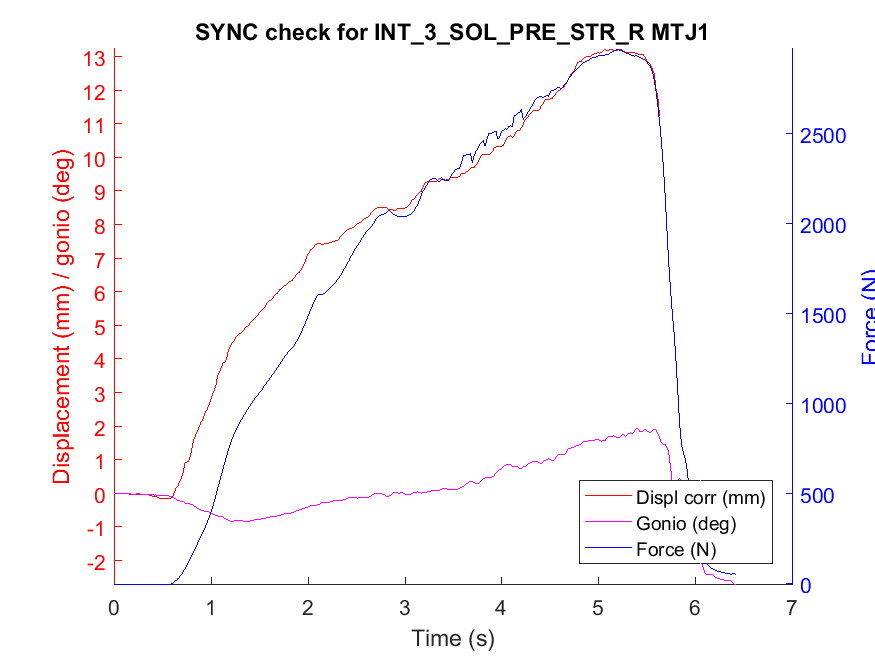 SYNC check for INT_3_SOL_PRE_STR_R MTJ1
Displacement (mm) / gonio (deg)
13
12
11
10
9
8
7
6
5
4
3
2
1
0
-1
-2
Force (N)
2500
2000
1500
1000
500
0
Displ corr (mm)
Gonio (deg)
Force (N)
0 1 2 3 4 5 6 7
Time (s)